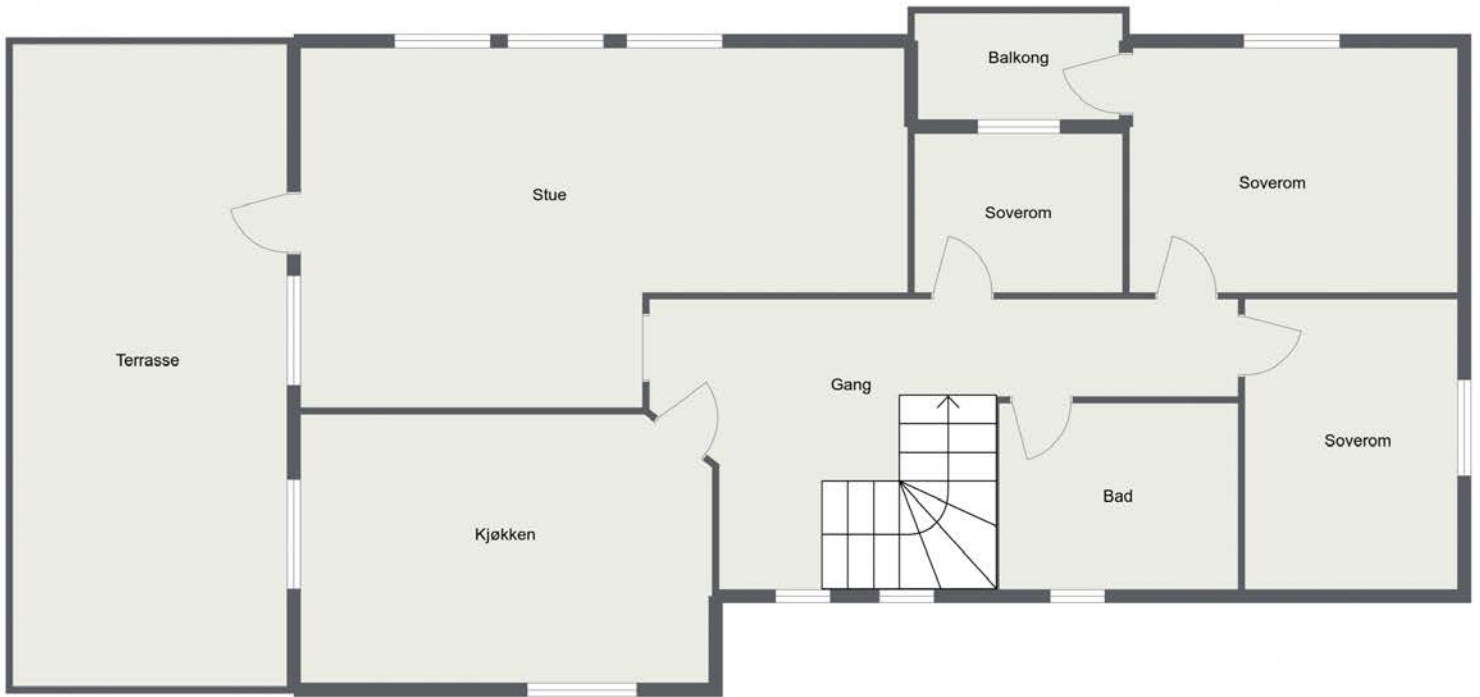 Balkong
Soverom
Stue
Soverom
Terrasse
Gang
Soverom
Bad
Kjøkken